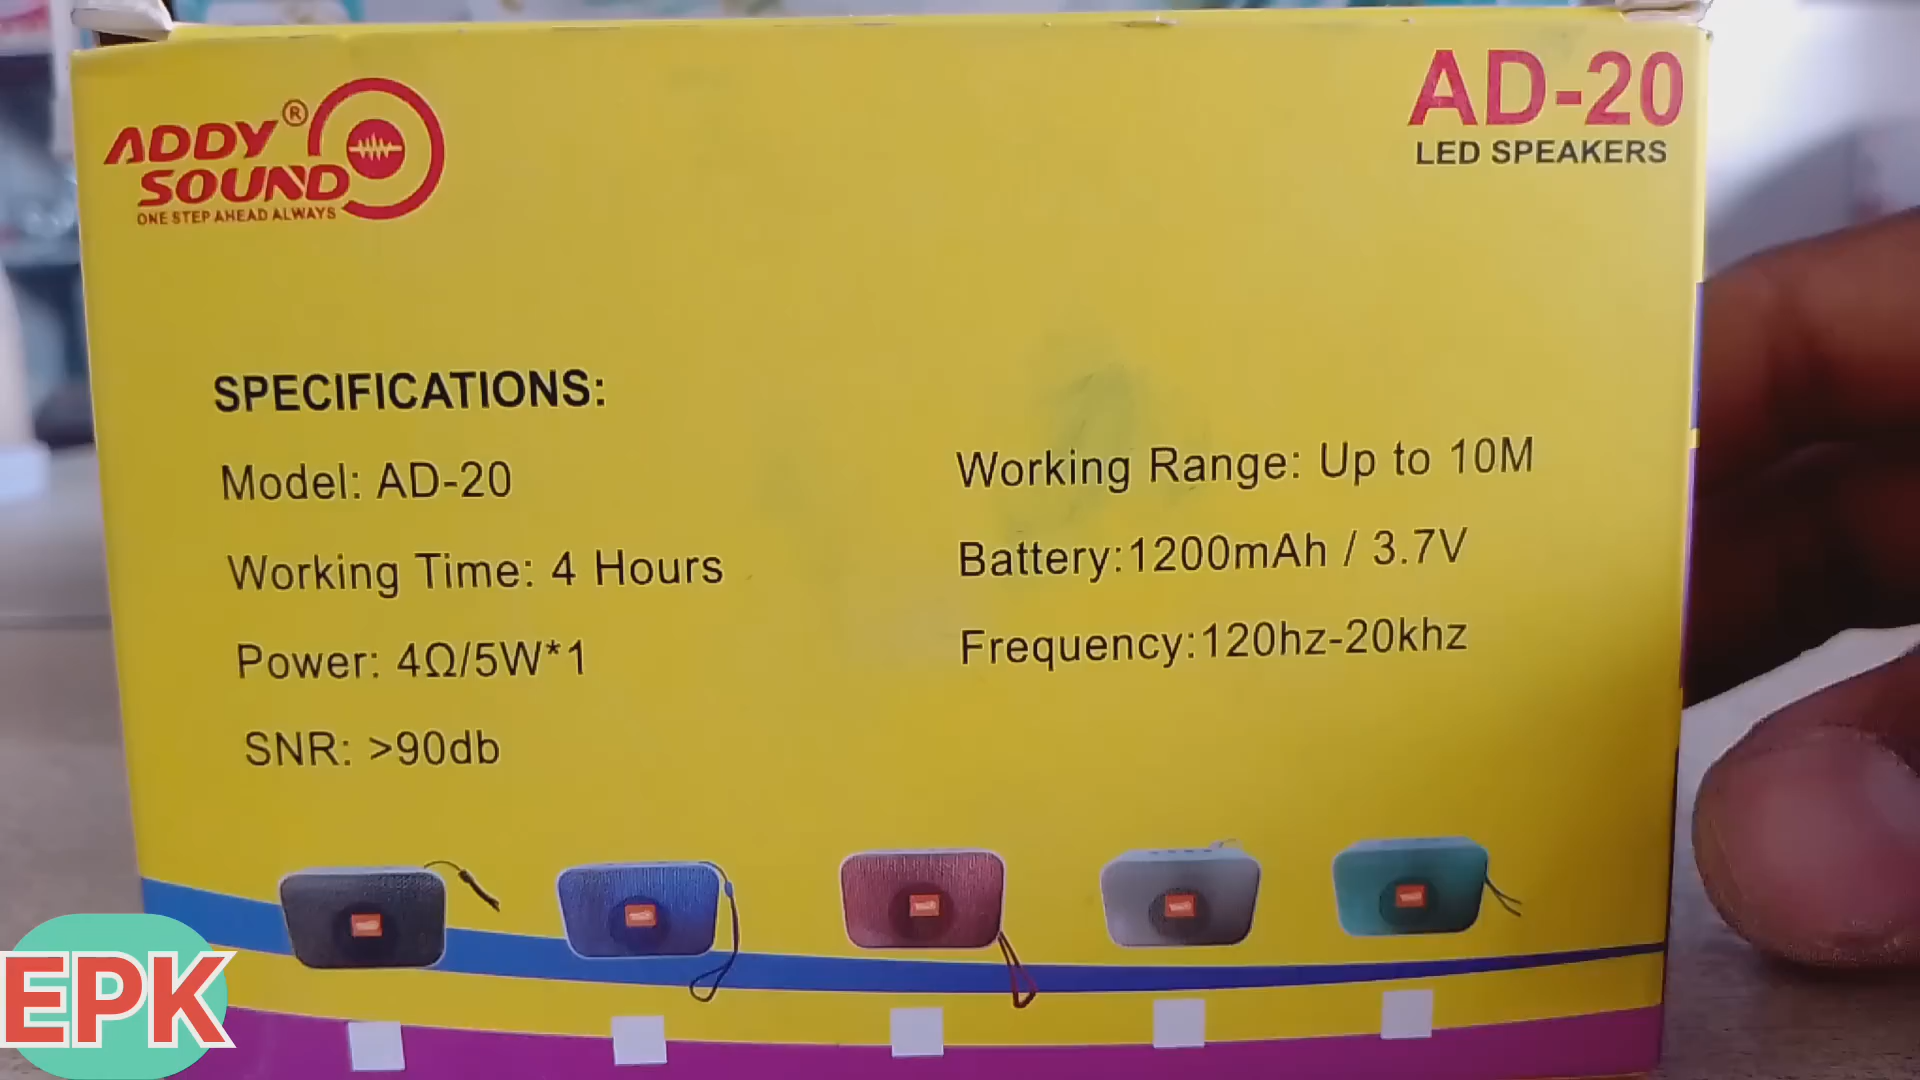 ADDY ®
SOUND
ONE STEP AHEAD ALWAYS
AD-20
LED SPEAKERS
SPECIFICATIONS:
Model: AD-20
Working Time: 4 Hours
Power: 4Ω/5W*1
SNR: >90db
Working Range: Up to 10M
Battery:1200mAh / 3.7V
Frequency:120hz-20khz
EPK